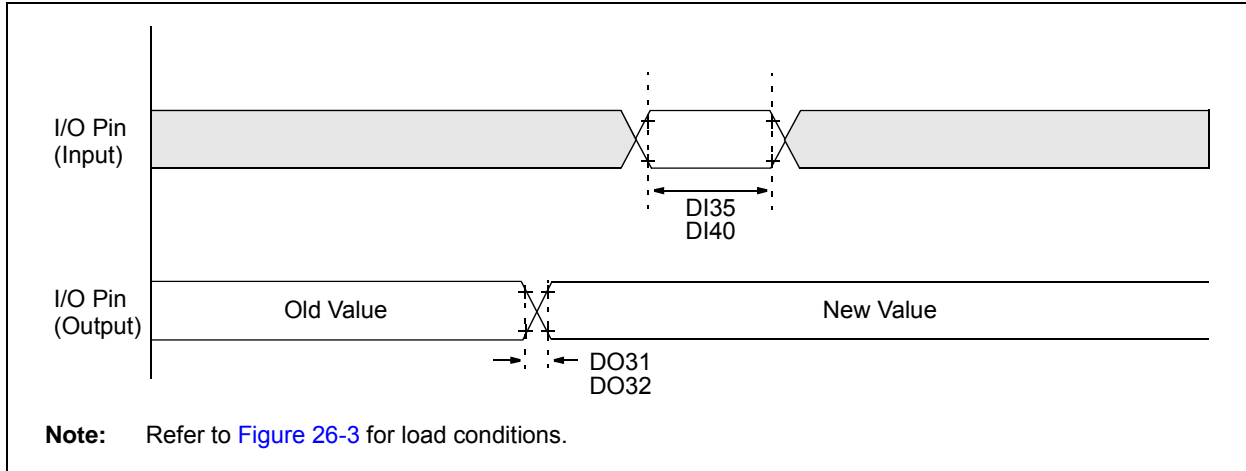 I/O Pin
(Input)
DI35
DI40
I/O Pin
(Output)
Old Value
New Value
DO31
DO32
Note: Refer to Figure 26-3 for load conditions.